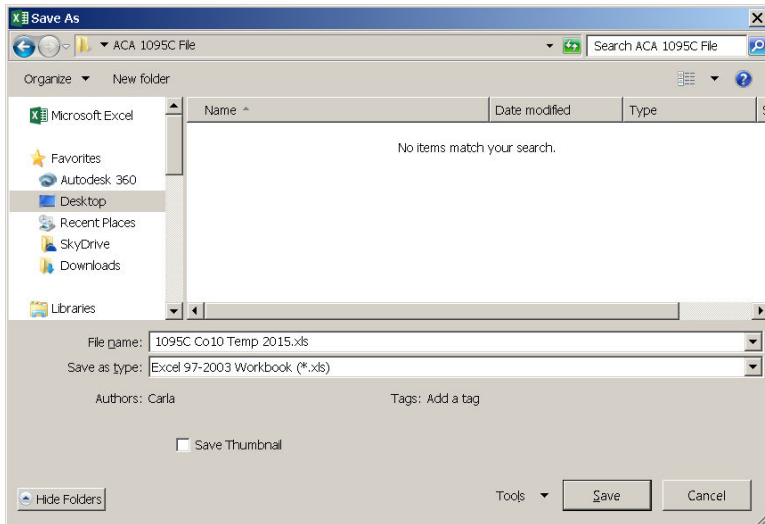 Save As
ACA 1095C File
Search ACA 1095C File
Organize
New folder
Microsoft Excel
Favorites
Autodesk 360
Desktop
Recent Places
SkyDrive
Downloads
Libraries
Name
Date modified
Type
No items match your search.
File name: 1095C Co10 Temp 2015.xls
Save as type: Excel 97-2003 Workbook (*.xls)
Authors: Carla
Tags: Add a tag
Save Thumbnail
Hide Folders
Tools
Save
Cancel